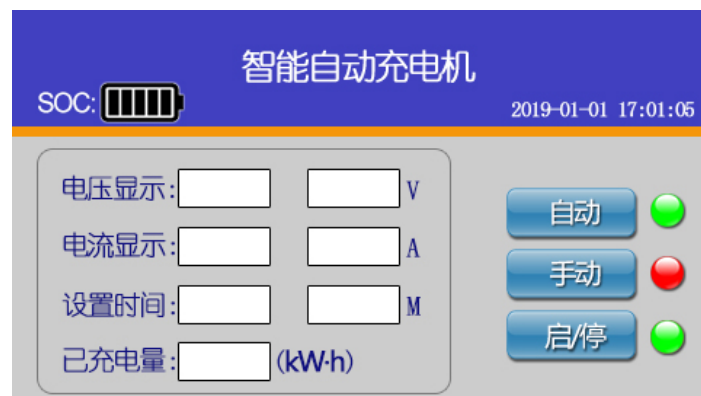 智能自动充电机
SOC:
2019-01-01 17:01:05
电压显示: V
电流显示: A
设置时间: M
已充电量: (kW·h)
自动
手动
启/停